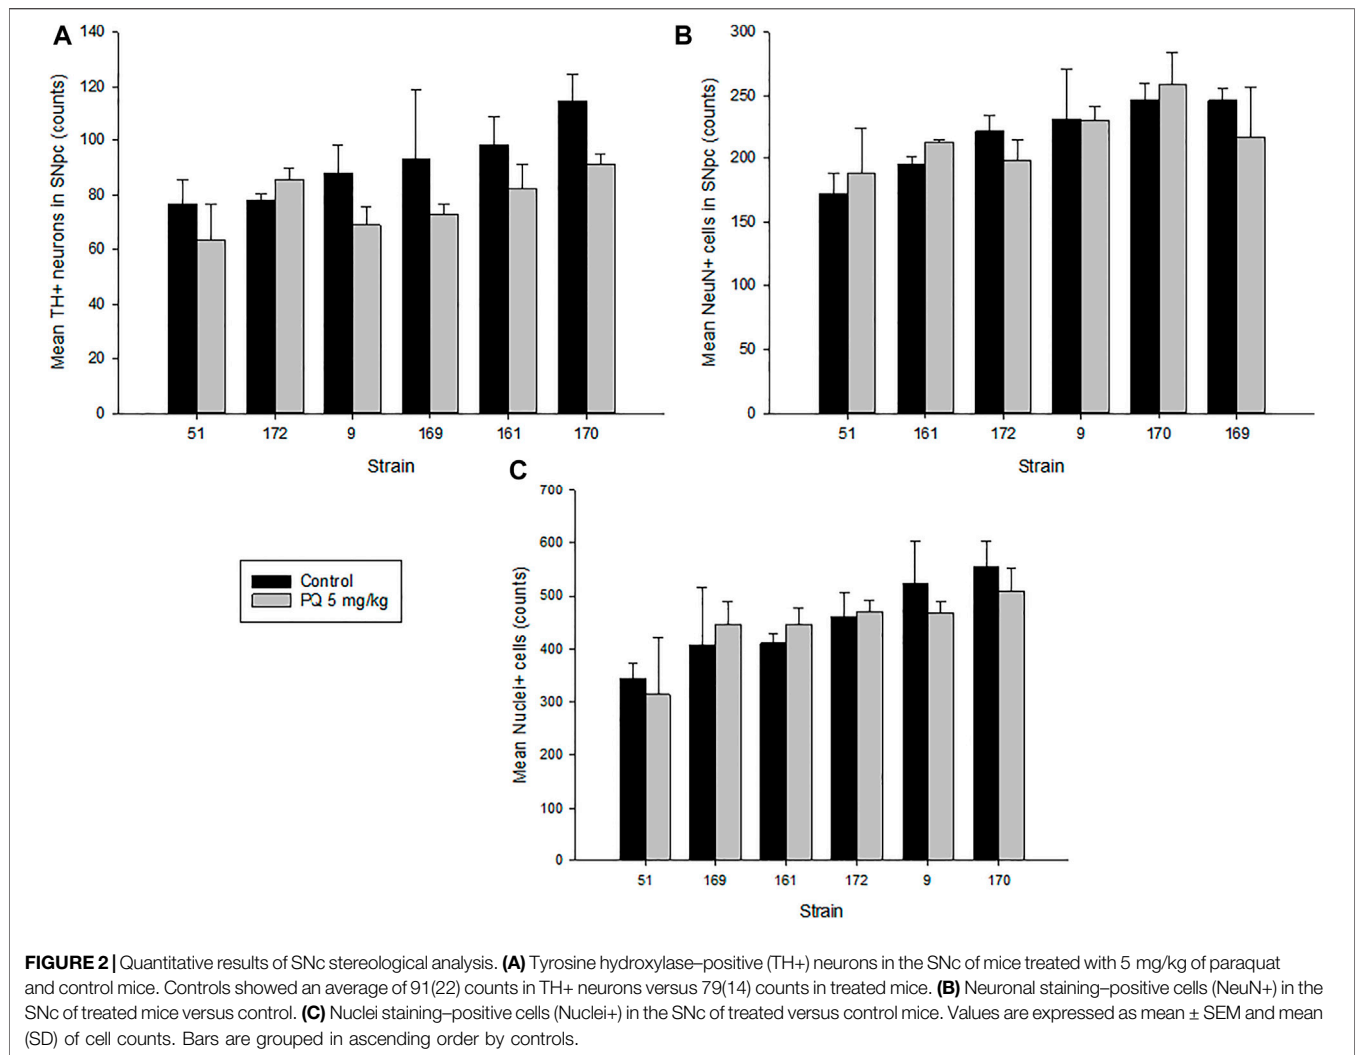 A
Mean TH+ neurons in SNpc (counts)
140
120
100
80
60
40
20
0
51 172 9 169 161 170
Strain
B
Mean NeuN+ cells in SNpc (counts)
300
250
200
150
100
50
0
51 161 172 9 170 169
Strain
C
Mean Nuclei+ cells (counts)
700
600
500
400
300
200
100
0
51 169 161 172 9 170
Strain
Control
PQ 5 mg/kg
FIGURE 2 | Quantitative results of SNc stereological analysis. (A) Tyrosine hydroxylase–positive (TH+) neurons in the SNc of mice treated with 5 mg/kg of paraquat
and control mice. Controls showed an average of 91(22) counts in TH+ neurons versus 79(14) counts in treated mice. (B) Neuronal staining–positive cells (NeuN+) in the
SNc of treated mice versus control. (C) Nuclei staining–positive cells (Nuclei+) in the SNc of treated versus control mice. Values are expressed as mean ± SEM and mean
(SD) of cell counts. Bars are grouped in ascending order by controls.